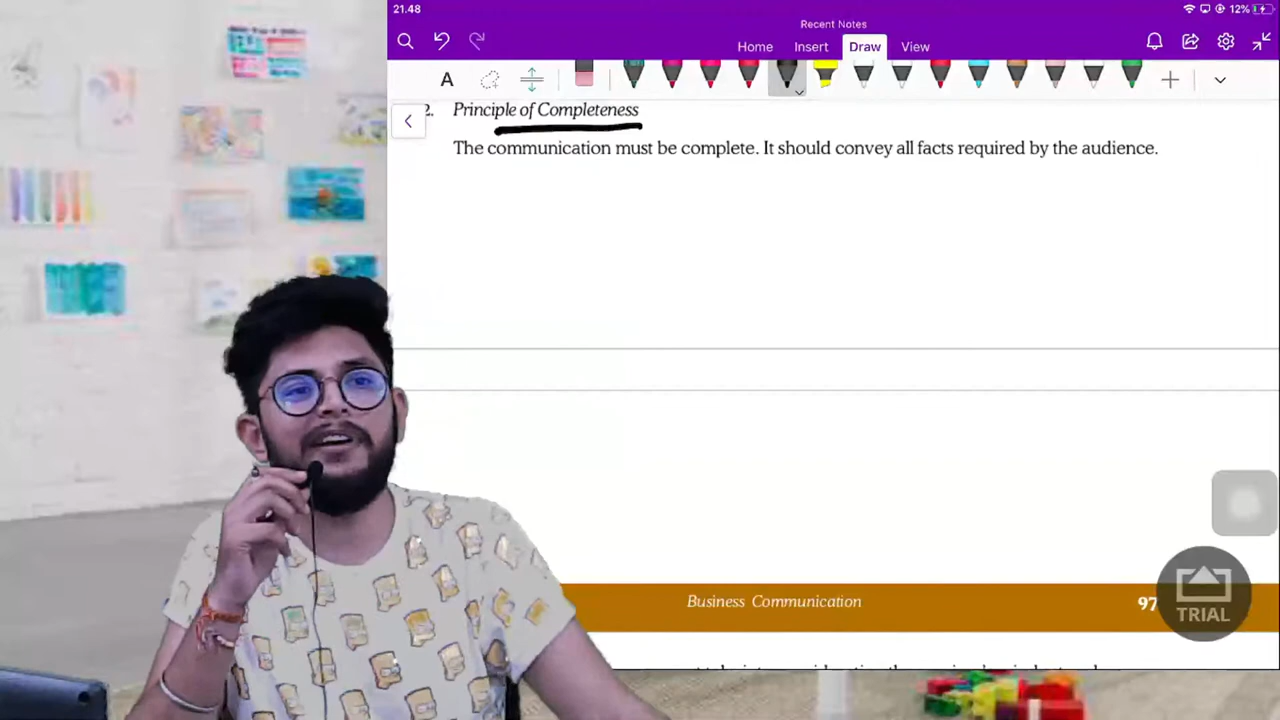 21.48
Recent Notes
12%
Home Insert Draw View
A
2. Principle of Completeness
The communication must be complete. It should convey all facts required by the audience.
Business Communication 97
TRIAL